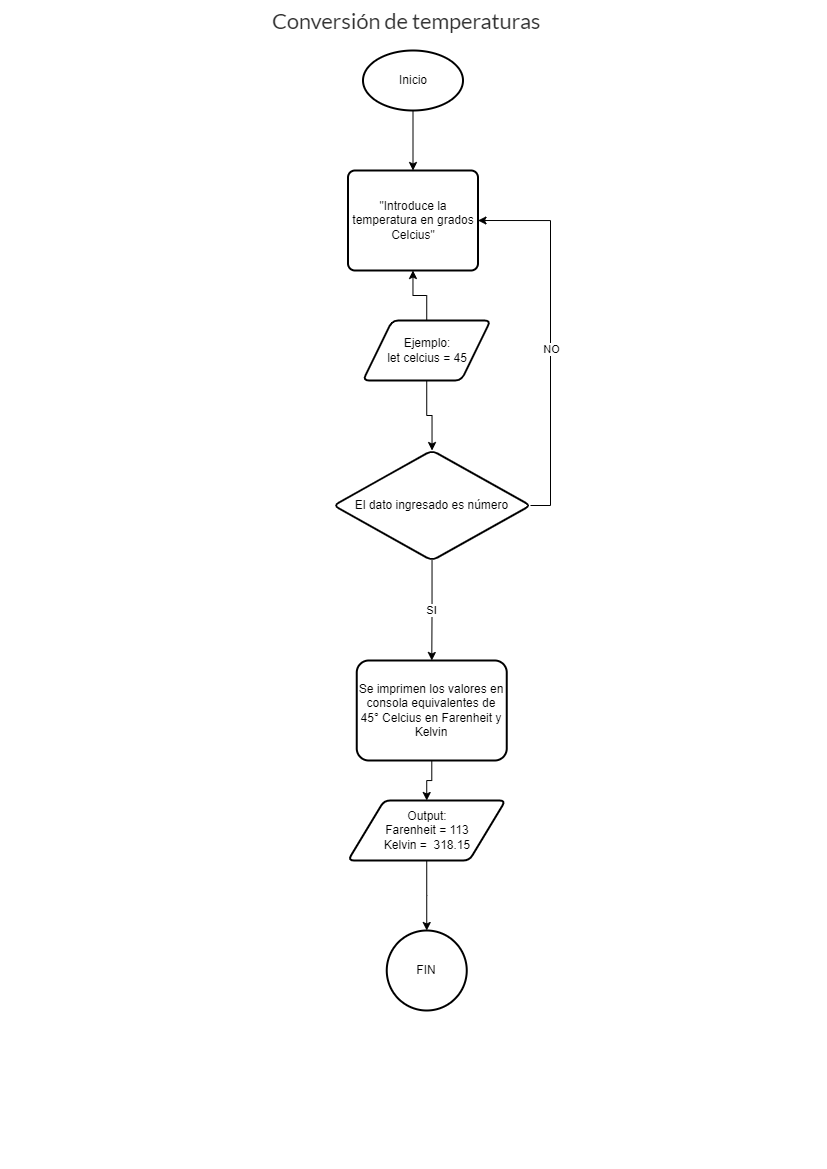 Conversión de temperaturas
Inicio
"Introduce la
temperatura en grados
Celcius"
Ejemplo:
let celcius = 45
NO
El dato ingresado es número
SI
Se imprimen los valores en
consola equivalentes de
45° Celcius en Farenheit y
Kelvin
Output:
Farenheit = 113
Kelvin =  318.15
FIN